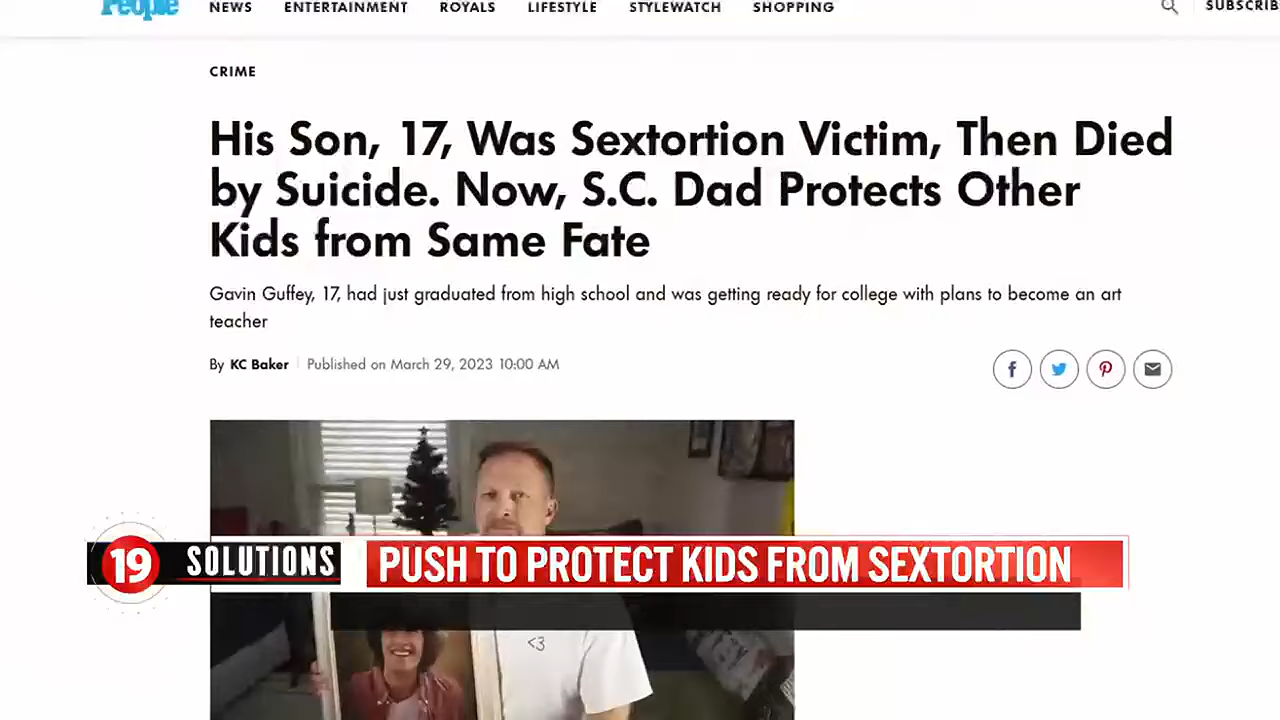 People
NEWS ENTERTAINMENT ROYALS LIFESTYLE STYLEWATCH SHOPPING SUBSCRIB
CRIME
His Son, 17, Was Sextortion Victim, Then Died
by Suicide. Now, S.C. Dad Protects Other
Kids from Same Fate
Gavin Guffey, 17, had just graduated from high school and was getting ready for college with plans to become an art
teacher
By KC Baker Published on March 29, 2023 10:00 AM
19 SOLUTIONS PUSH TO PROTECT KIDS FROM SEXTORTION
<3